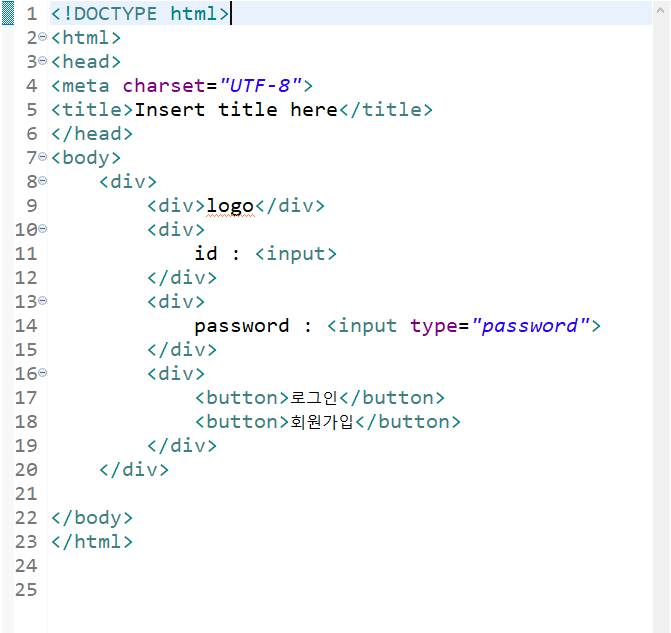 1 <!DOCTYPE html>
2 <html>
3 <head>
4 <meta charset="UTF-8">
5 <title>Insert title here</title>
6 </head>
7 <body>
8     <div>
9         <div>logo</div>
10         <div>
11             id : <input>
12         </div>
13         <div>
14             password : <input type="password">
15         </div>
16         <div>
17             <button>로그인</button>
18             <button>회원가입</button>
19         </div>
20     </div>
21
22 </body>
23 </html>
24
25